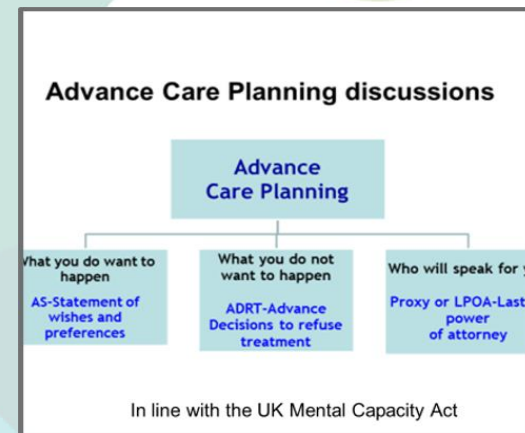 Advance Care Planning discussions
Advance
Care Planning
What you do want to
happen
AS-Statement of
wishes and
preferences
What you do not
want to happen
ADRT-Advance
Decisions to refuse
treatment
Who will speak for
Proxy or LPOA-Last
power
of attorney
In line with the UK Mental Capacity Act